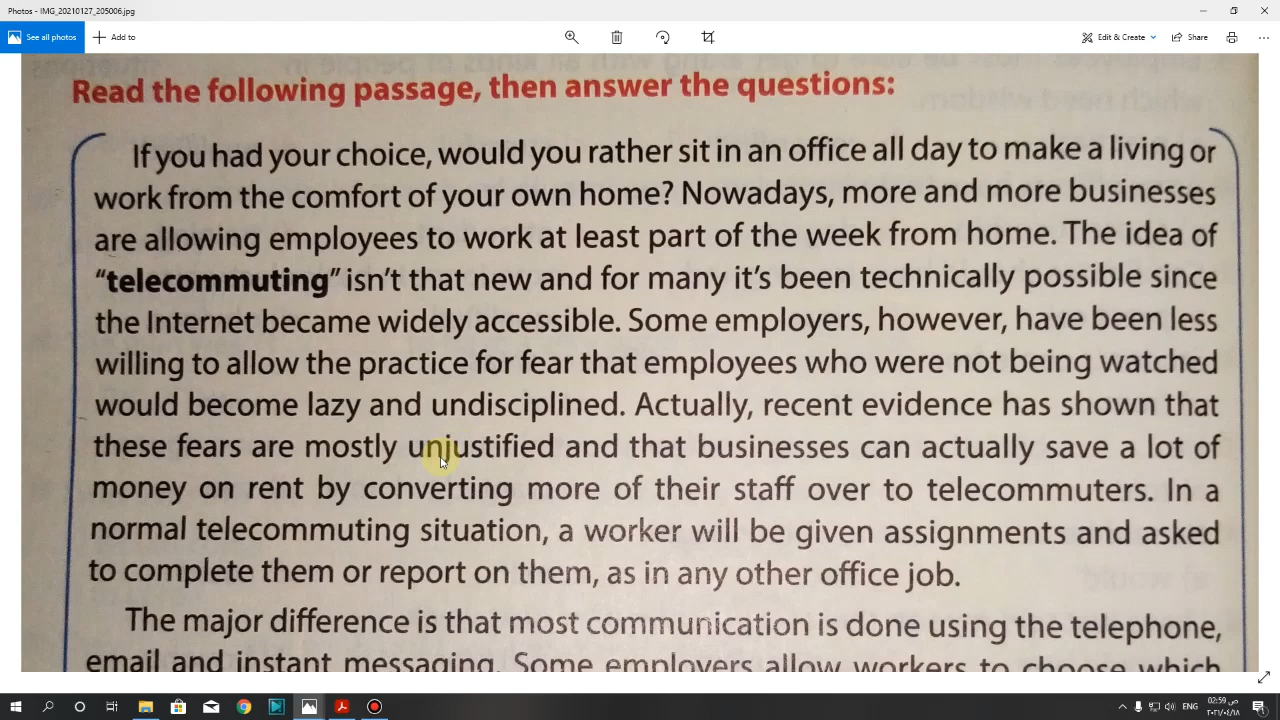 Photos - IMG_20210127_205006.jpg
See all photos
Add to
Edit & Create
Share
Read the following passage, then answer the questions:
If you had your choice, would you rather sit in an office all day to make a living or
work from the comfort of your own home? Nowadays, more and more businesses
are allowing employees to work at least part of the week from home. The idea of
"telecommuting" isn't that new and for many it's been technically possible since
the Internet became widely accessible. Some employers, however, have been less
willing to allow the practice for fear that employees who were not being watched
would become lazy and undisciplined. Actually, recent evidence has shown that
these fears are mostly unjustified and that businesses can actually save a lot of
money on rent by converting more of their staff over to telecommuters. In a
normal telecommuting situation, a worker will be given assignments and asked
to complete them or report on them, as in any other office job.
The major difference is that most communication is done using the telephone,
email and instant messaging. Some employers allow workers to choose which
ENG
02:59 ص
٢٠٢١/٠٤/١٨